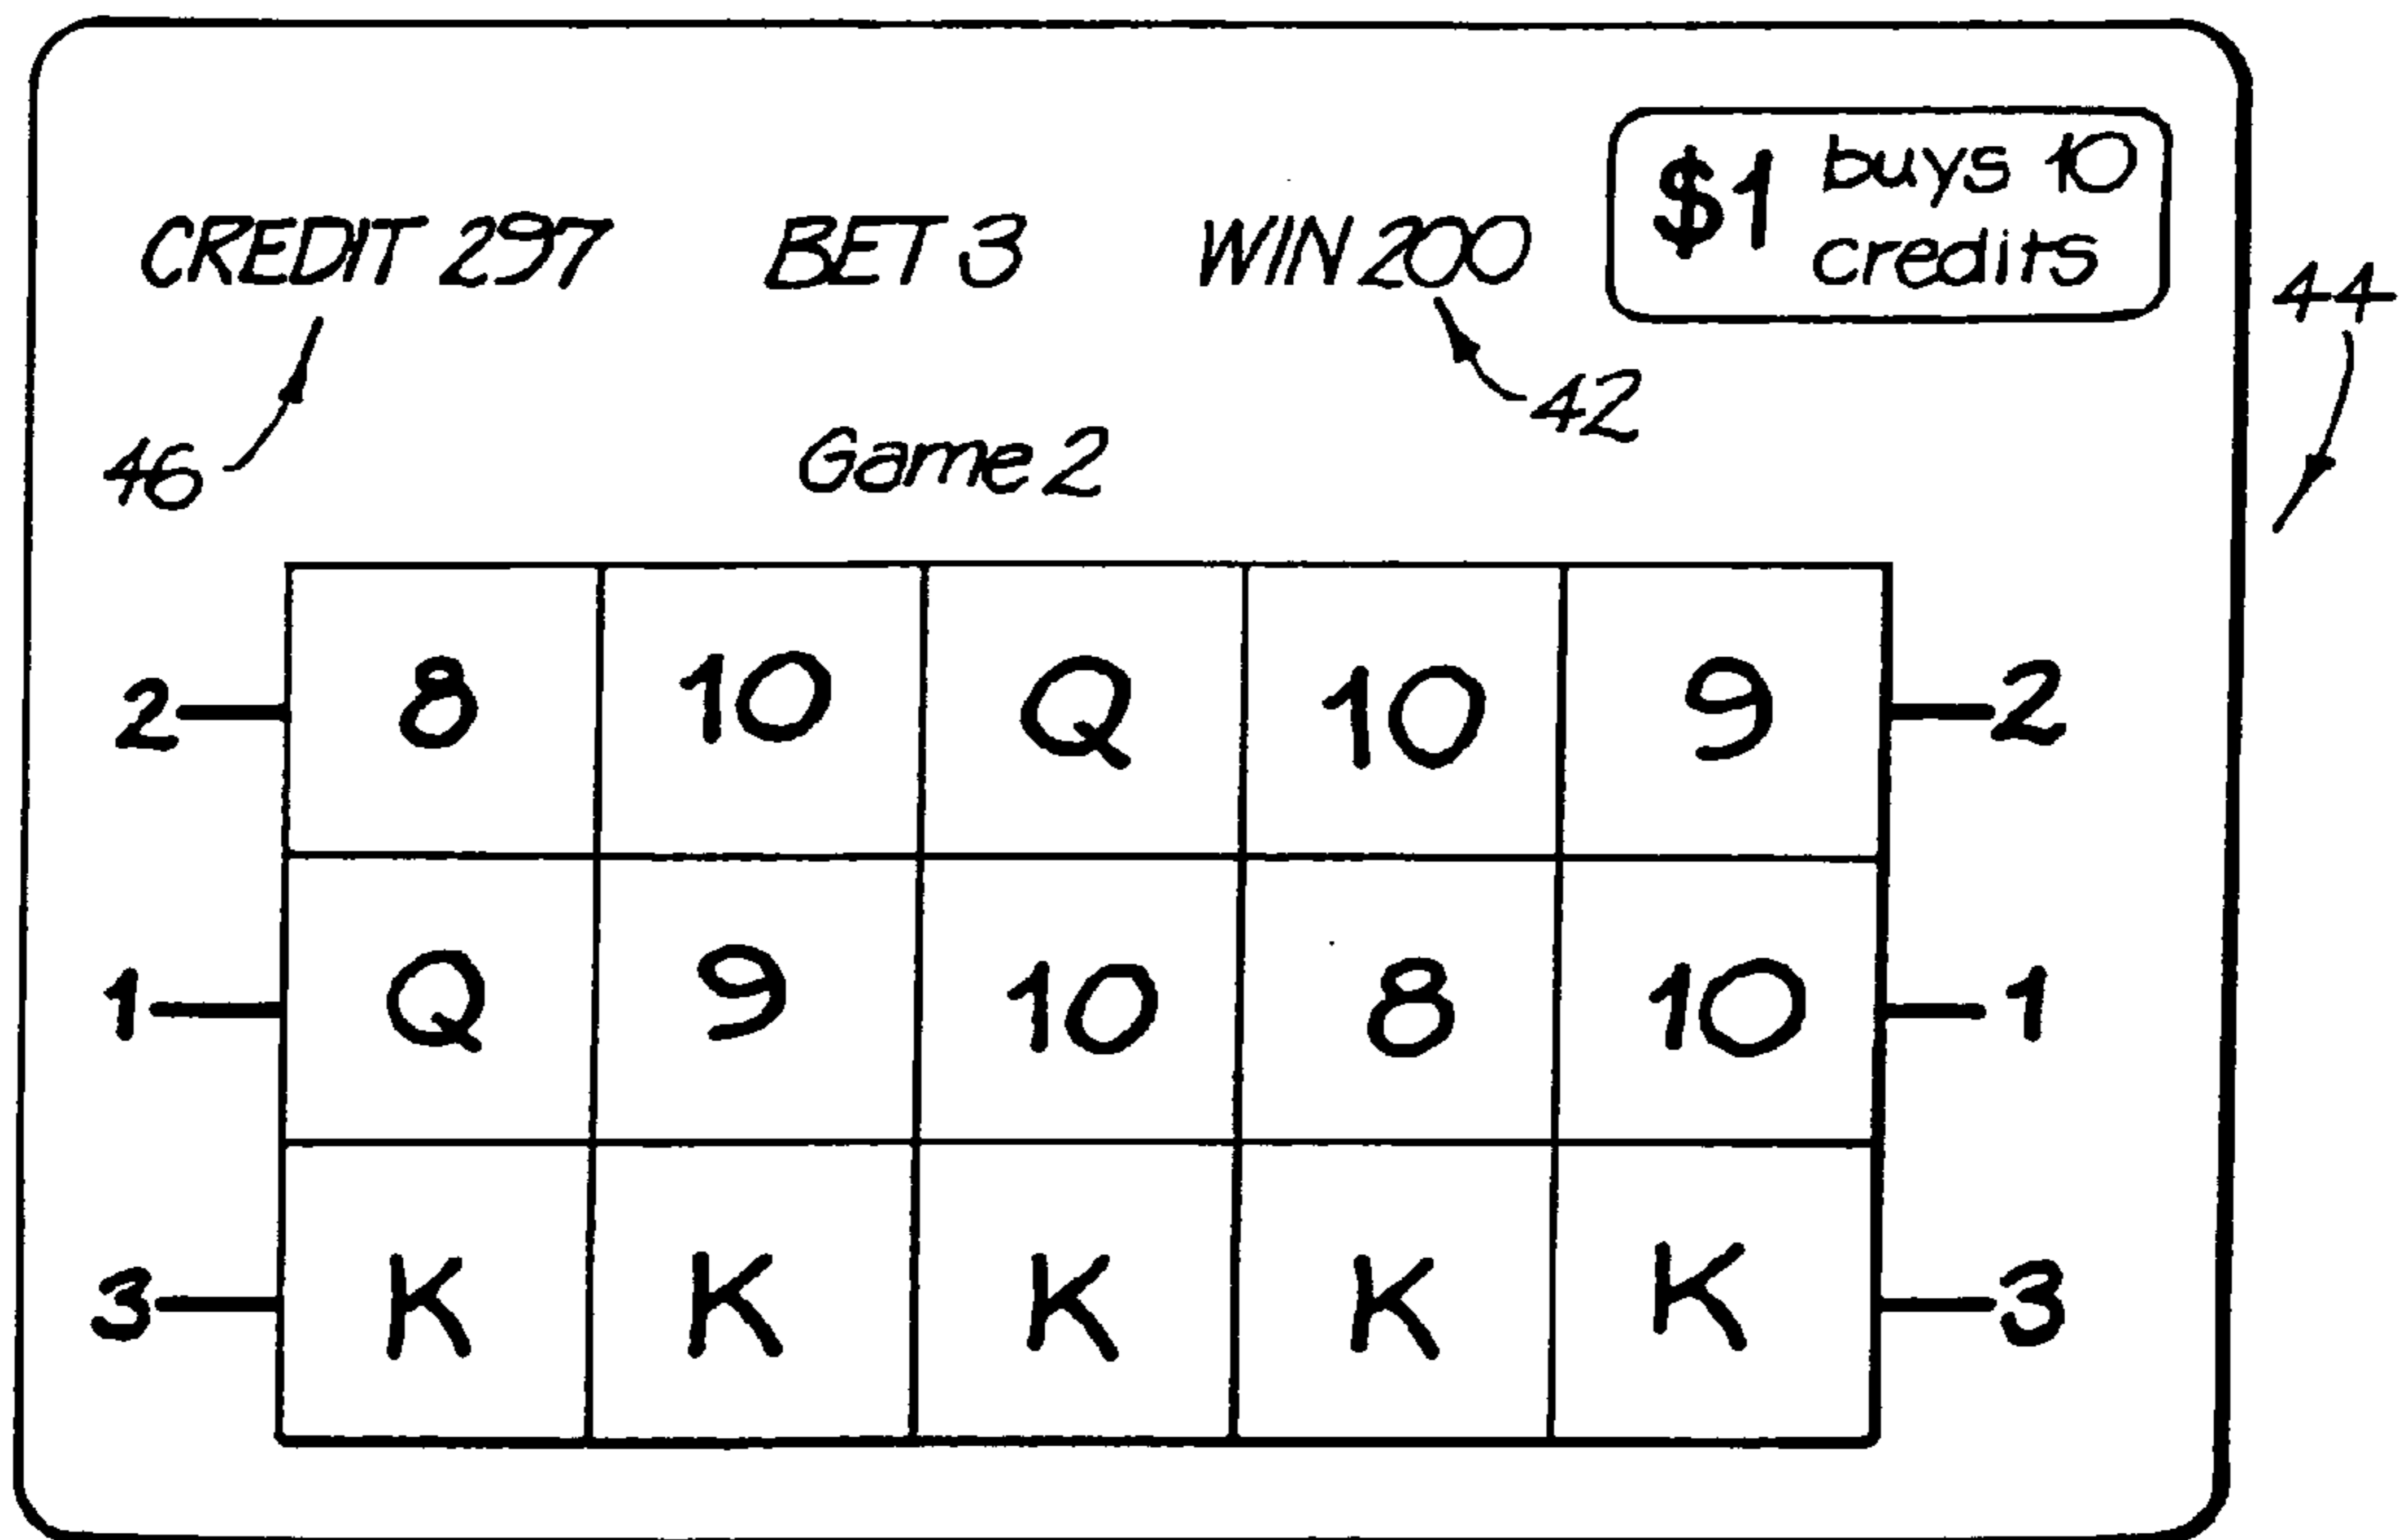 $1 buys 10
credits
CREDIT 297 BET 3 WIN 200
44
42
46
Game 2
2 8 10 Q 10 9 2
1 Q 9 10 8 10 1
3 K K K K K 3